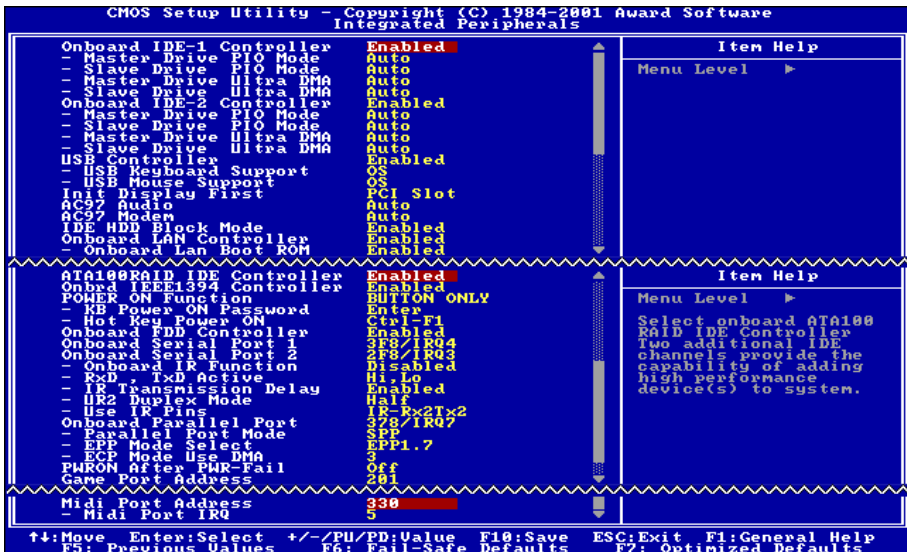 CMOS Setup Utility - Copyright (C) 1984-2001 Award Software
Integrated Peripherals
Onboard IDE-1 Controller Enabled
- Master Drive PIO Mode Auto
- Slave Drive PIO Mode Auto
- Master Drive Ultra DMA Auto
- Slave Drive Ultra DMA Auto
Onboard IDE-2 Controller Enabled
- Master Drive PIO Mode Auto
- Slave Drive PIO Mode Auto
- Master Drive Ultra DMA Auto
- Slave Drive Ultra DMA Auto
USB Controller Enabled
- USB Keyboard Support OS
- USB Mouse Support OS
Init Display First PCI Slot
AC97 Audio Auto
AC97 Modem Auto
IDE HDD Block Mode Enabled
Onboard LAN Controller Enabled
- Onboard Lan Boot ROM Enabled
Item Help
Menu Level ►
ATA100RAID IDE Controller Enabled
Onbrd IEEE1394 Controller Enabled
POWER ON Function BUTTON ONLY
- KB Power ON Password Enter
- Hot Key Power ON Ctrl-F1
Onboard FDD Controller Enabled
Onboard Serial Port 1 3F8/IRQ4
Onboard Serial Port 2 2F8/IRQ3
- Onboard IR Function Disabled
- RxD , TxD Active Hi,Lo
- IR Transmission Delay Enabled
- UR2 Duplex Mode Half
- Use IR Pins IR-Rx2Tx2
Onboard Parallel Port 378/IRQ7
- Parallel Port Mode SPP
- EPP Mode Select EPP1.7
- ECP Mode Use DMA 3
PWRON After PWR-Fail Off
Game Port Address 201
Item Help
Menu Level ►
Select onboard ATA100
RAID IDE Controller
Two additional IDE
channels provide the
capability of adding
high performance
device(s) to system.
Midi Port Address 330
- Midi Port IRQ 5
↑↓:Move Enter:Select +/-/PU/PD:Value F10:Save ESC:Exit F1:General Help
F5: Previous Values F6: Fail-Safe Defaults F7: Optimized Defaults